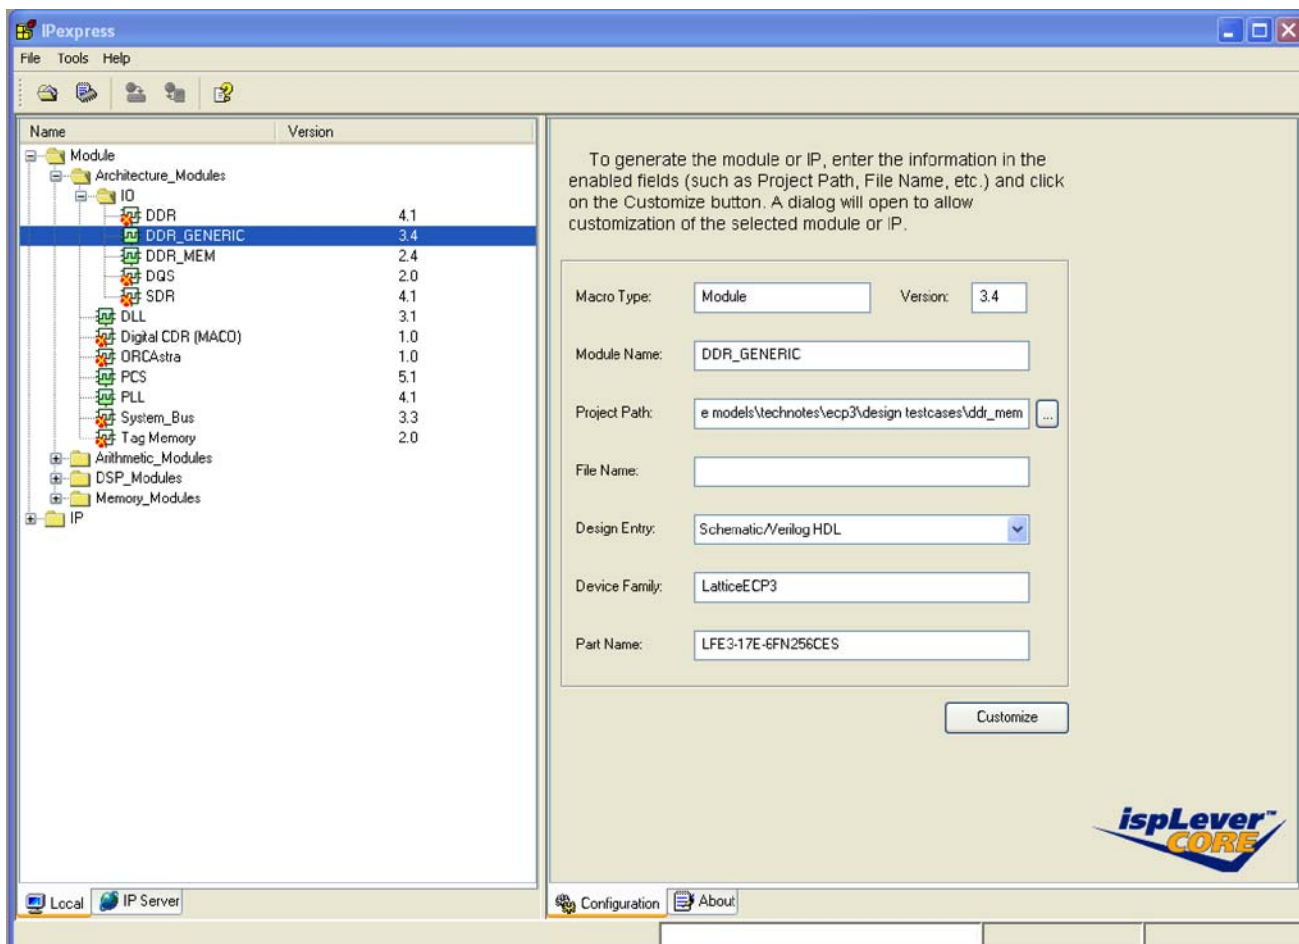 IPexpress
File Tools Help
Name Version
Module
Architecture_Modules
IO
DDR 4.1
DDR_GENERIC 3.4
DDR_MEM 2.4
DQS 2.0
SDR 4.1
DLL 3.1
Digital CDR (MACO) 1.0
ORCAstra 1.0
PCS 5.1
PLL 4.1
System_Bus 3.3
Tag Memory 2.0
Arithmetic_Modules
DSP_Modules
Memory_Modules
IP
Local IP Server
To generate the module or IP, enter the information in the
enabled fields (such as Project Path, File Name, etc.) and click
on the Customize button. A dialog will open to allow
customization of the selected module or IP.
Macro Type: Module Version: 3.4
Module Name: DDR_GENERIC
Project Path: e models\technotes\ecp3\design testcases\ddr_mem ...
File Name:
Design Entry: Schematic/Verilog HDL
Device Family: LatticeECP3
Part Name: LFE3-17E-6FN256CES
Customize
ispLever™
CORE
Configuration About